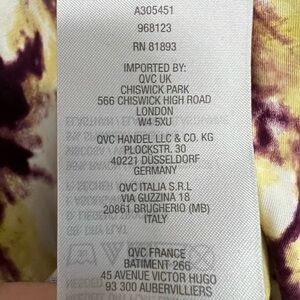 A305451
968123
RN 81893
IMPORTED BY:
QVC UK
CHISWICK PARK
566 CHISWICK HIGH ROAD
LONDON
W4 5XU
QVC HANDEL LLC & CO. KG
PLOCKSTR. 30
40221 DUSSELDORF
GERMANY
QVC ITALIA S.R.L
VIA GUZZINA 18
20861 BRUGHERIO (MB)
ITALY
QVC FRANCE
BATIMENT 266
45 AVENUE VICTOR HUGO
93 300 AUBERVILLIERS